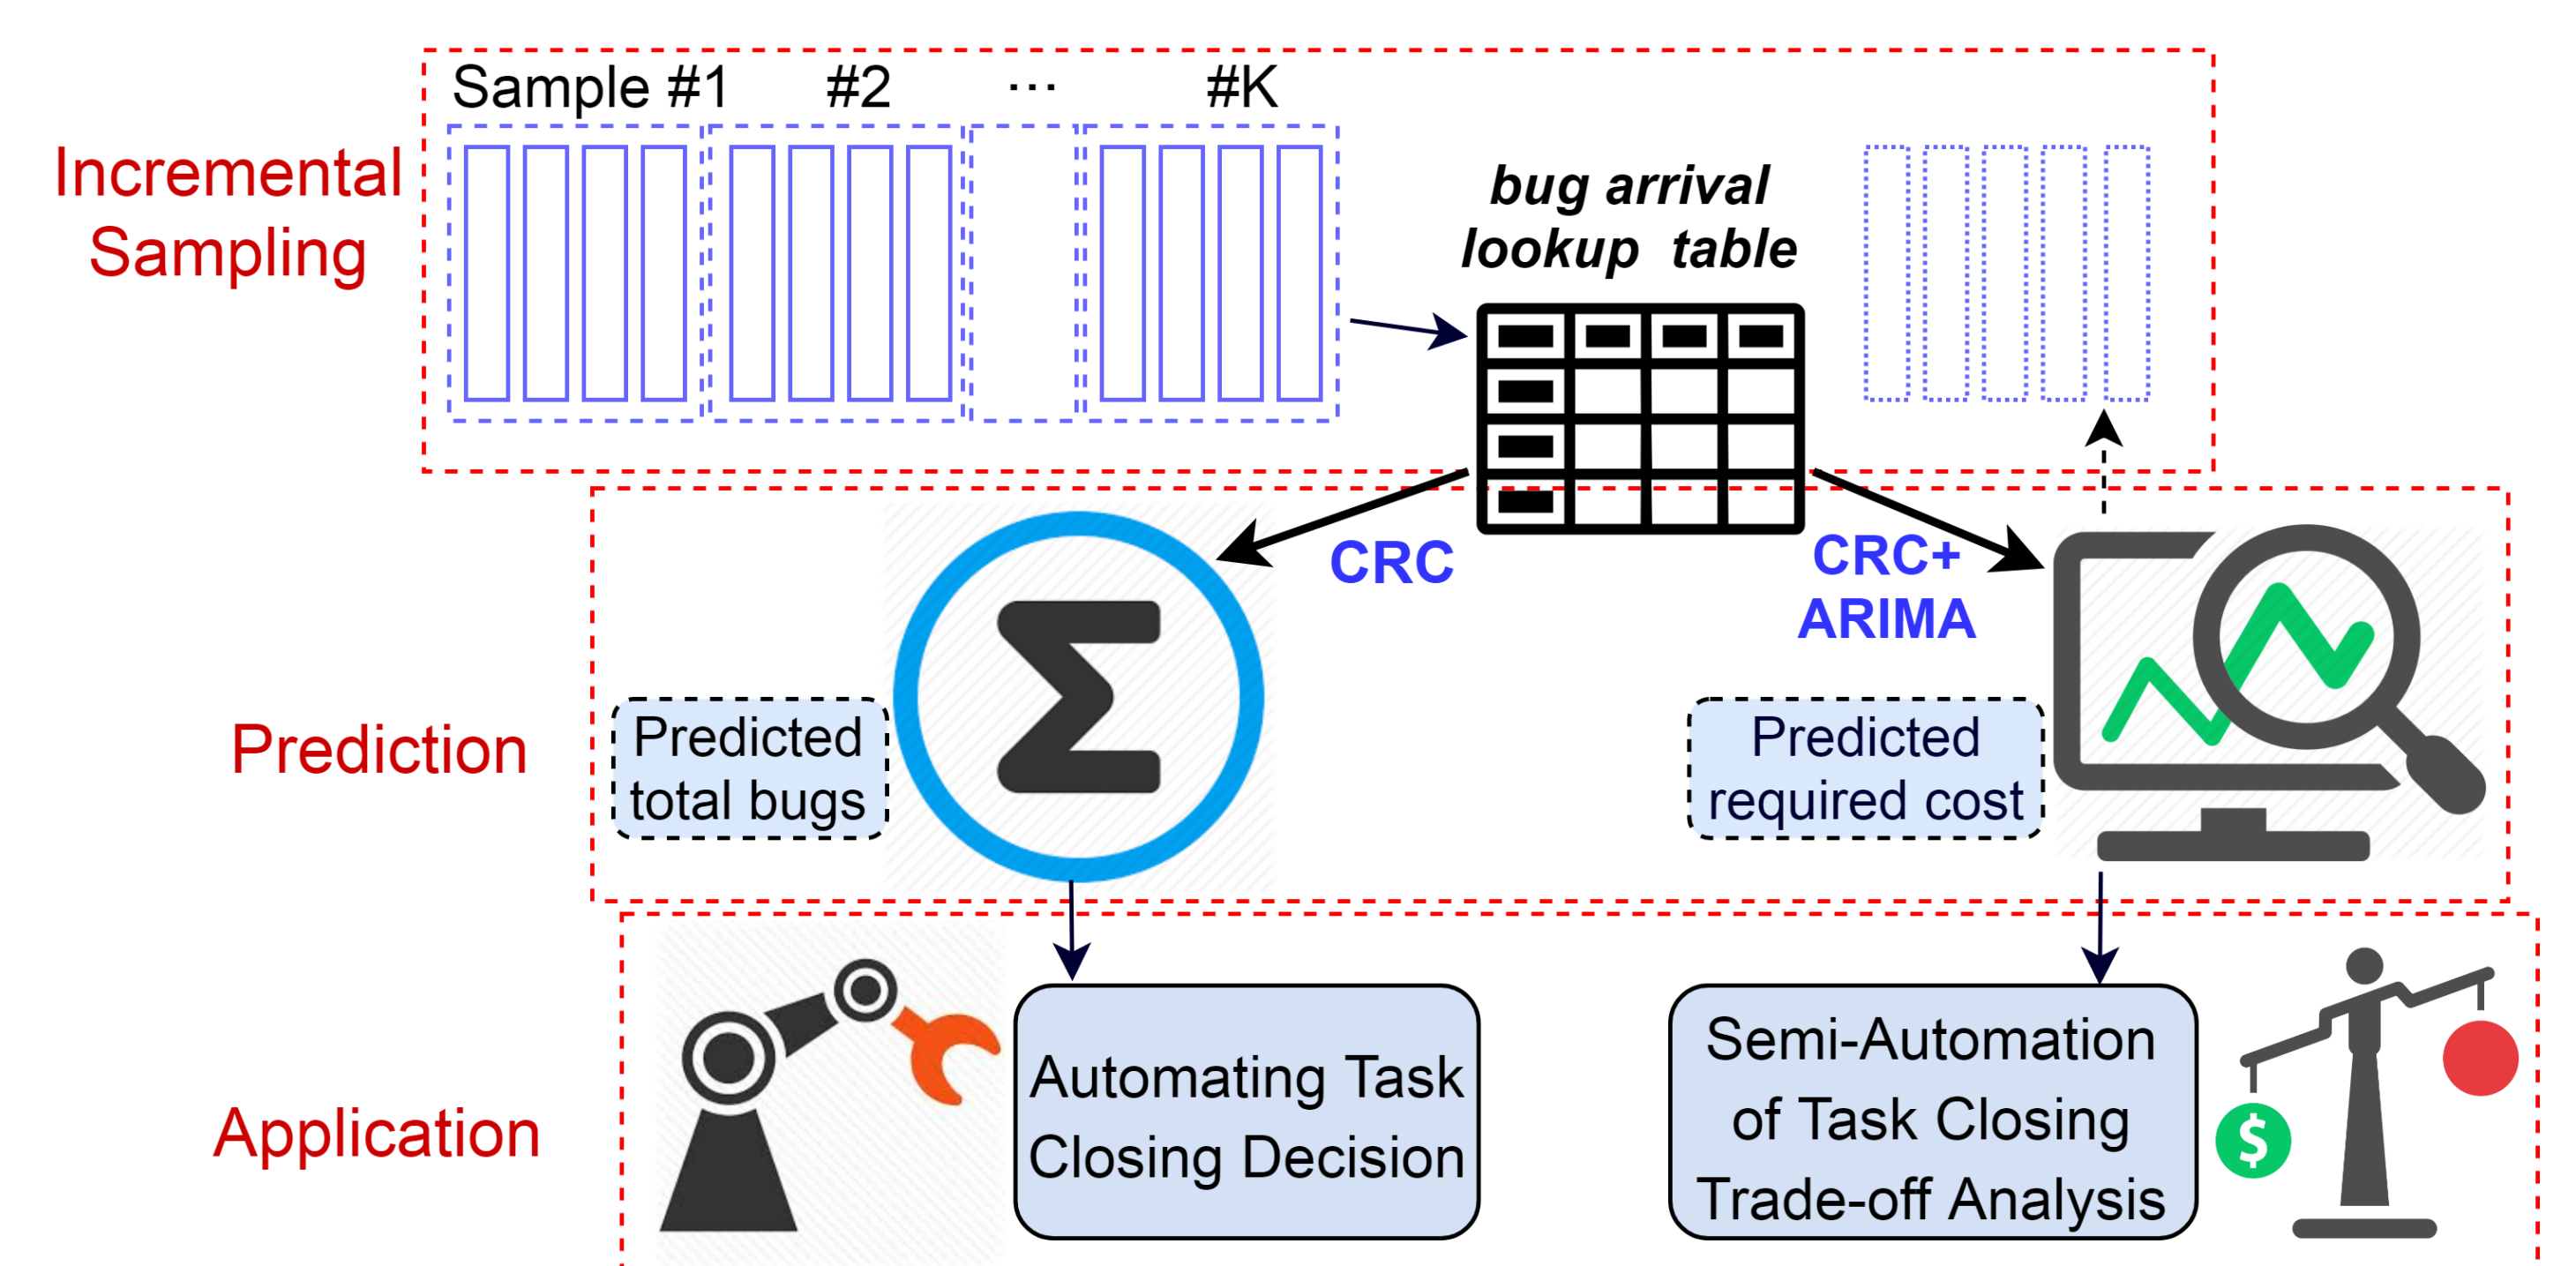 Sample #1 #2 ... #K
Incremental
Sampling
bug arrival
lookup table
CRC
CRC+
ARIMA
Prediction
Predicted
total bugs
Predicted
required cost
Application
Automating Task
Closing Decision
Semi-Automation
of Task Closing
Trade-off Analysis
$